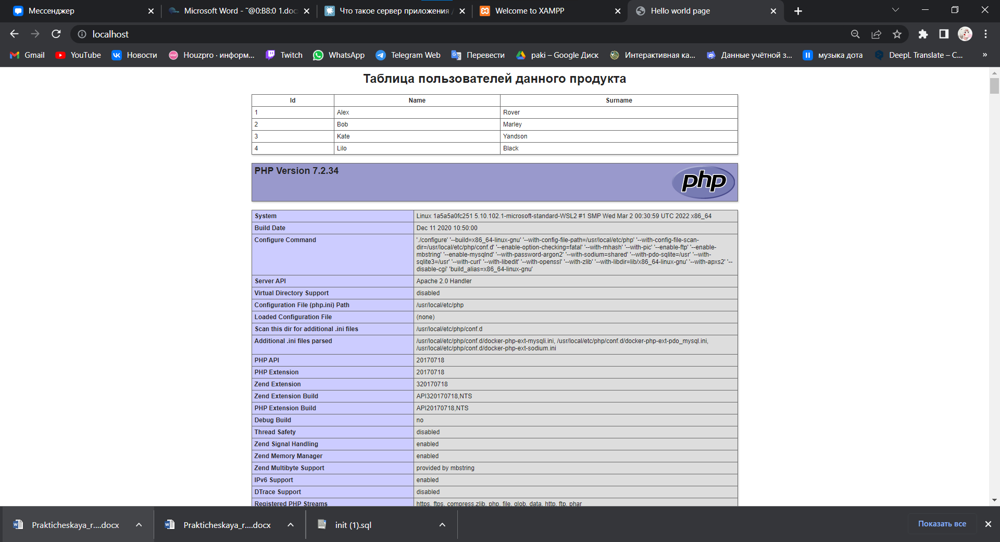 Мессенджер
Microsoft Word - ˜@0:B8:0 1.doc
Что такое сервер приложения
Welcome to XAMPP
Hello world page
localhost
Gmail
YouTube
Новости
Houzpro · информ...
Twitch
WhatsApp
Telegram Web
Перевести
paki – Google Диск
Интерактивная ка...
Данные учётной з...
музыка дота
DeepL Translate – C...
»
Таблица пользователей данного продукта
Id Name Surname
1 Alex Rover
2 Bob Marley
3 Kate Yandson
4 Lilo Black
PHP Version 7.2.34
php
System Linux 1a5a5a0fc251 5.10.102.1-microsoft-standard-WSL2 #1 SMP Wed Mar 2 00:30:59 UTC 2022 x86_64
Build Date Dec 11 2020 10:50:00
Configure Command './configure' '--build=x86_64-linux-gnu' '--with-config-file-path=/usr/local/etc/php' '--with-config-file-scan-
dir=/usr/local/etc/php/conf.d' '--enable-option-checking=fatal' '--with-mhash' '--with-pic' '--enable-ftp' '--enable-
mbstring' '--enable-mysqlnd' '--with-password-argon2' '--with-sodium=shared' '--with-pdo-sqlite=/usr' '--with-
sqlite3=/usr' '--with-curl' '--with-libedit' '--with-openssl' '--with-zlib' '--with-libdir=lib/x86_64-linux-gnu' '--with-apxs2' '--
disable-cgi' 'build_alias=x86_64-linux-gnu'
Server API Apache 2.0 Handler
Virtual Directory Support disabled
Configuration File (php.ini) Path /usr/local/etc/php
Loaded Configuration File (none)
Scan this dir for additional .ini files /usr/local/etc/php/conf.d
Additional .ini files parsed /usr/local/etc/php/conf.d/docker-php-ext-mysqli.ini, /usr/local/etc/php/conf.d/docker-php-ext-pdo_mysql.ini,
/usr/local/etc/php/conf.d/docker-php-ext-sodium.ini
PHP API 20170718
PHP Extension 20170718
Zend Extension 320170718
Zend Extension Build API320170718,NTS
PHP Extension Build API20170718,NTS
Debug Build no
Thread Safety disabled
Zend Signal Handling enabled
Zend Memory Manager enabled
Zend Multibyte Support provided by mbstring
IPv6 Support enabled
DTrace Support disabled
Registered PHP Streams https, ftps, compress.zlib, php, file, glob, data, http, ftp, phar
Prakticheskaya_r....docx
Prakticheskaya_r....docx
init (1).sql
Показать все